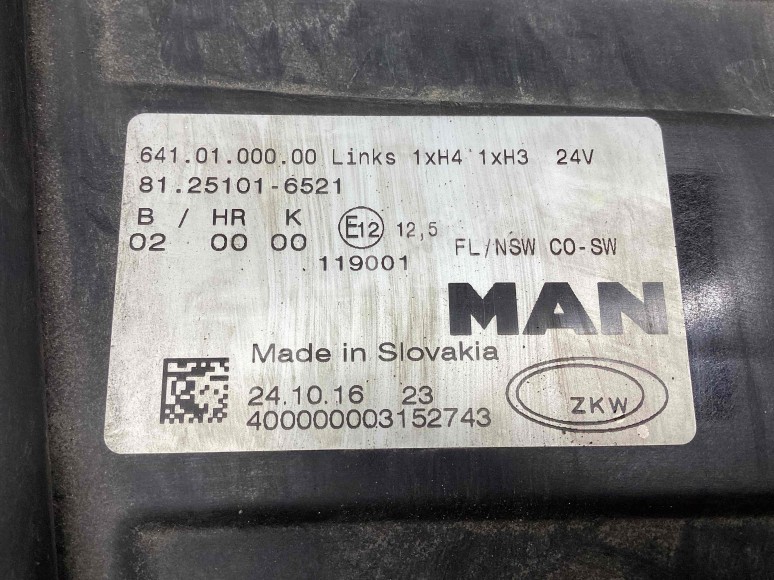 641.01.000.00 Links 1xH4 1xH3 24V
81.25101-6521
B / HR K
02 00 00
E12 12,5
119001
FL/NSW CO-SW
MAN
Made in Slovakia
24.10.16 23
400000003152743
ZKW